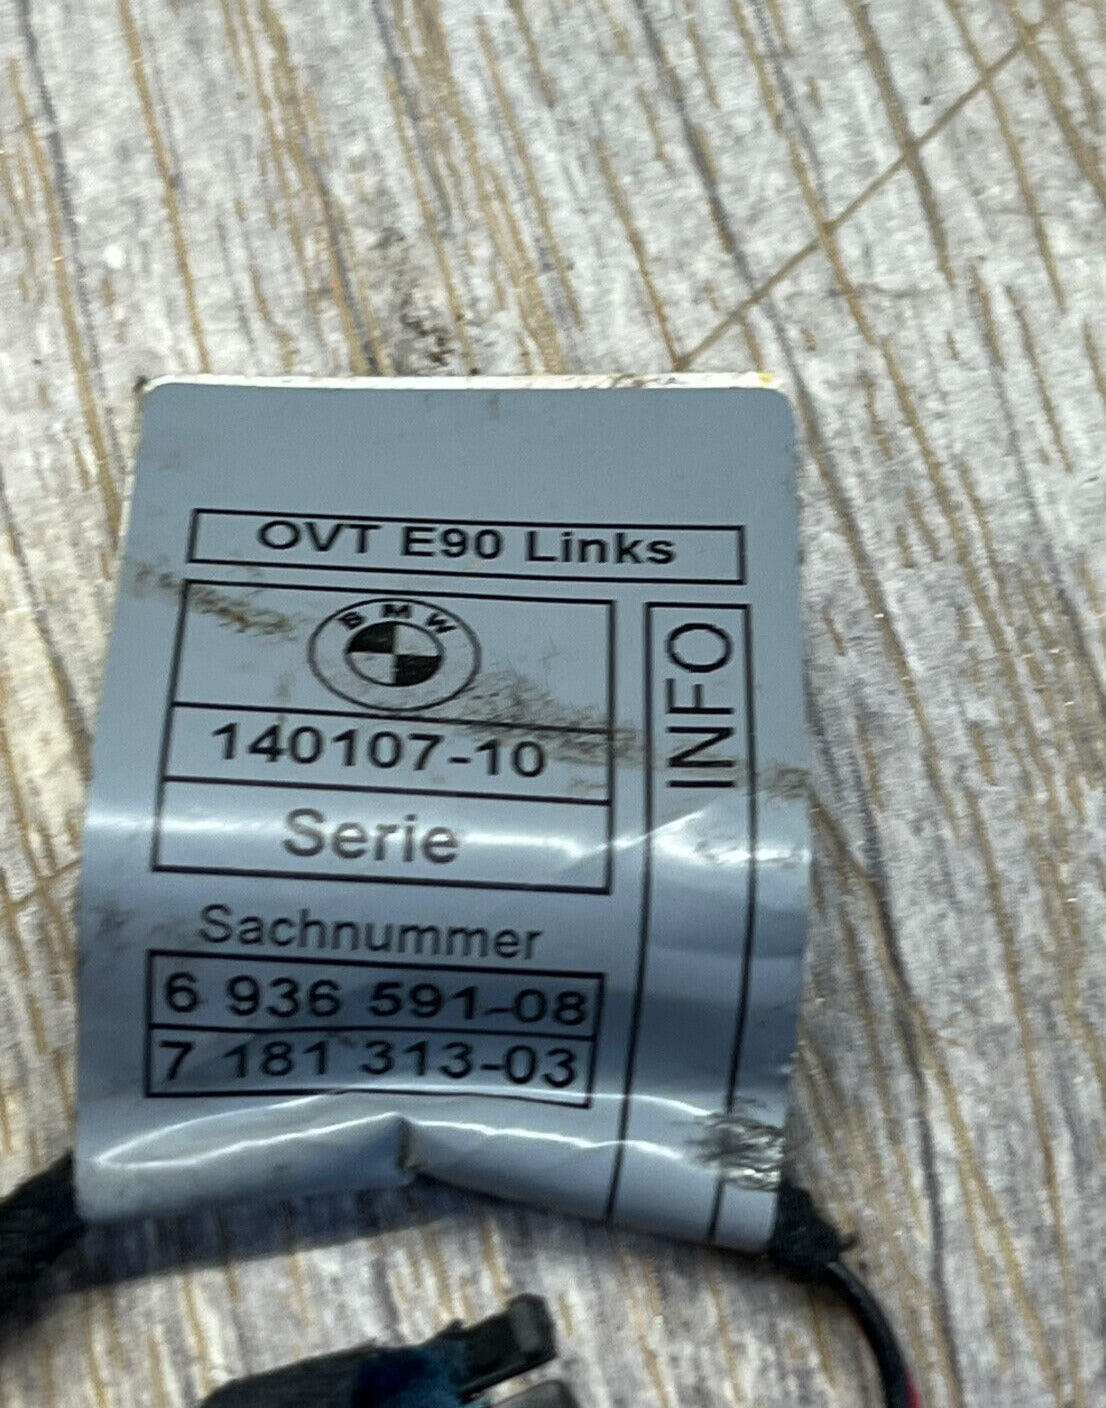 OVT E90 Links
BMW
140107-10
Serie
INFO
Sachnummer
6 936 591-08
7 181 313-03